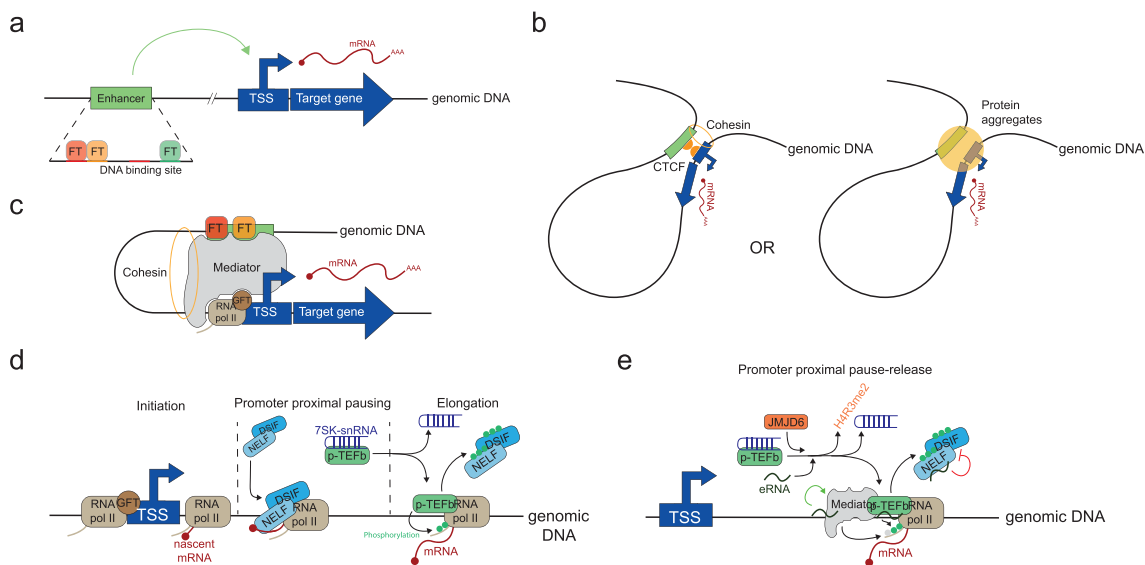 a
mRNA
AAA
Enhancer
TSS
Target gene
genomic DNA
FT
FT
FT
DNA binding site
b
Cohesin
CTCF
genomic DNA
mRNA
OR
Protein
aggregates
genomic DNA
mRNA
c
FT
FT
genomic DNA
Cohesin
Mediator
mRNA
AAA
RNA
pol II
GFT
TSS
Target gene
d
Initiation
Promoter proximal pausing
Elongation
RNA
pol II
GFT
TSS
RNA
pol II
nascent
mRNA
DSIF
NELF
DSIF
NELF
RNA
pol II
7SK-snRNA
p-TEFb
DSIF
NELF
p-TEFb
RNA
pol II
Phosphorylation
mRNA
genomic
DNA
e
Promoter proximal pause-release
JMJD6
H4R3me2
p-TEFb
eRNA
DSIF
NELF
TSS
Mediator
p-TEFb
RNA
pol II
mRNA
genomic DNA